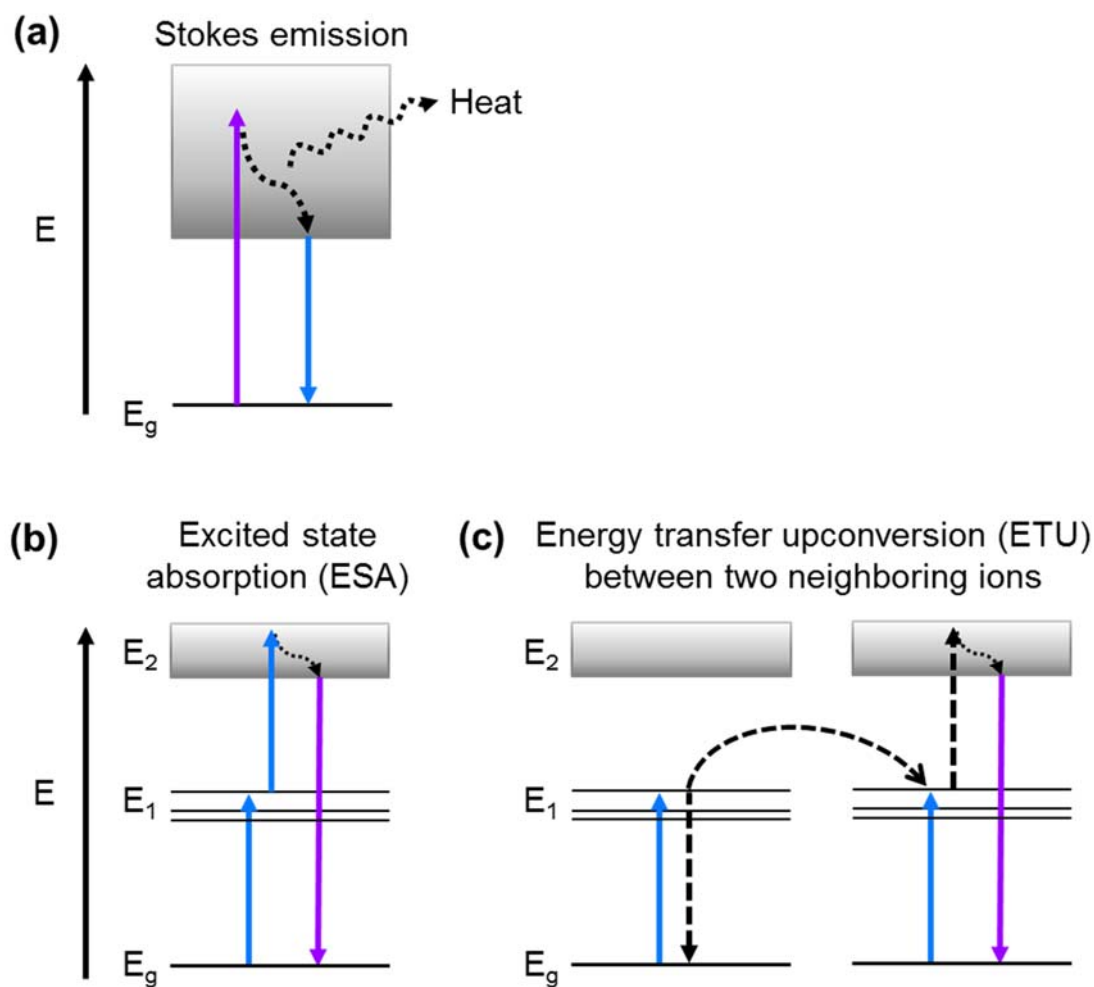 (a)
Stokes emission
Heat
E
E₉
(b)
Excited state
absorption (ESA)
(c)
Energy transfer upconversion (ETU)
between two neighboring ions
E₂
E₂
E
E₁
E₁
Eg
Eg